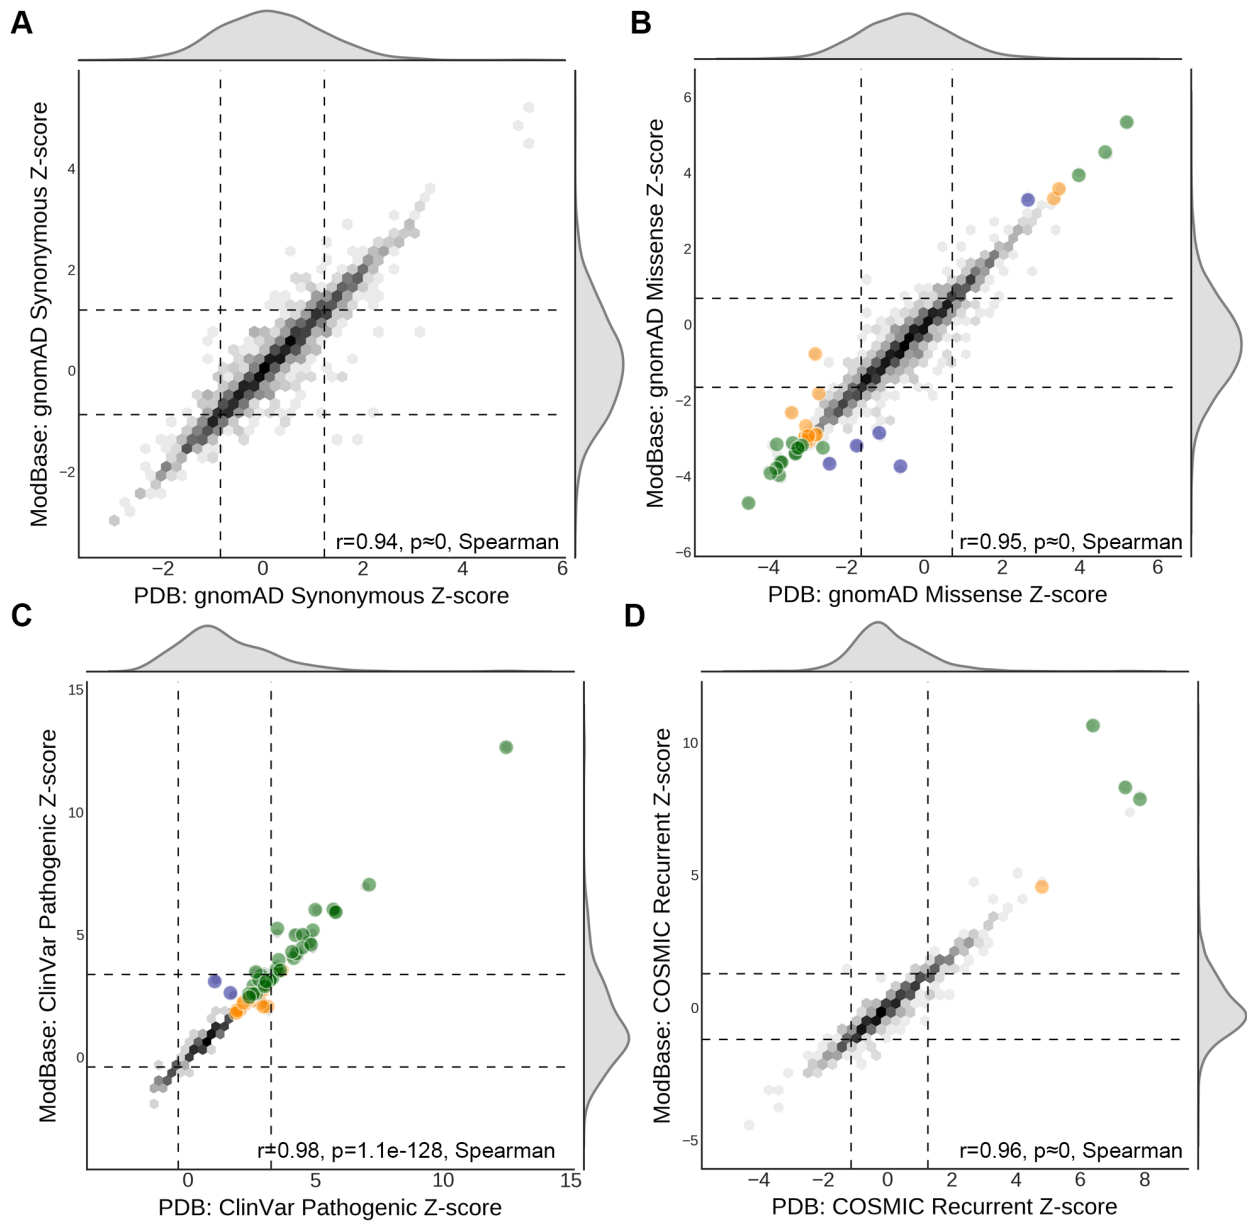 A
ModBase: gnomAD Synonymous Z-score
4
2
0
−2
r=0.94, p≈0, Spearman
−2 0 2 4 6
PDB: gnomAD Synonymous Z-score
B
ModBase: gnomAD Missense Z-score
6
4
2
0
−2
−4
−6
r=0.95, p≈0, Spearman
−4 −2 0 2 4 6
PDB: gnomAD Missense Z-score
C
ModBase: ClinVar Pathogenic Z-score
15
10
5
0
r=0.98, p=1.1e-128, Spearman
0 5 10 15
PDB: ClinVar Pathogenic Z-score
D
ModBase: COSMIC Recurrent Z-score
10
5
0
−5
r=0.96, p≈0, Spearman
−4 −2 0 2 4 6 8
PDB: COSMIC Recurrent Z-score